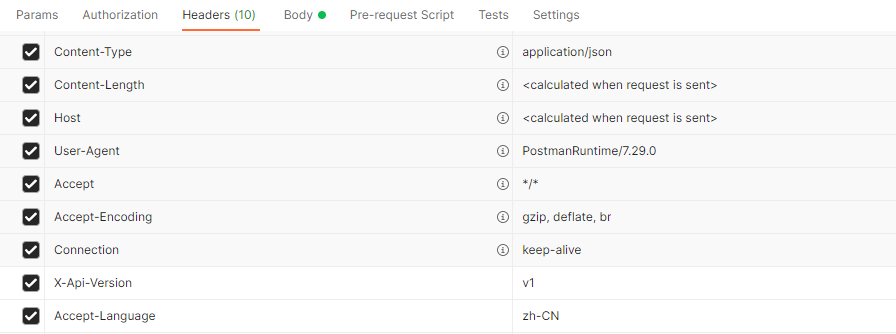 Params Authorization Headers (10) Body Pre-request Script Tests Settings
Content-Type application/json
Content-Length <calculated when request is sent>
Host <calculated when request is sent>
User-Agent PostmanRuntime/7.29.0
Accept */*
Accept-Encoding gzip, deflate, br
Connection keep-alive
X-Api-Version v1
Accept-Language zh-CN